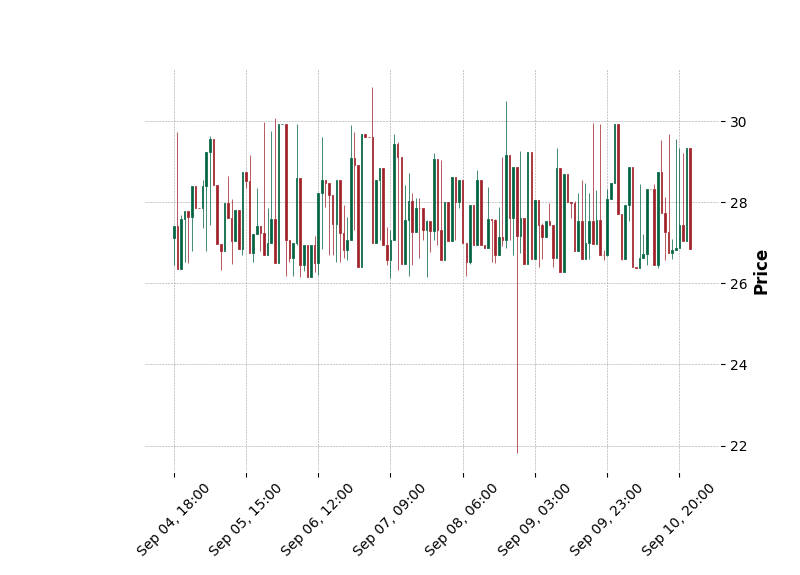 30
28
26
24
22
Price
Sep 04, 18:00
Sep 05, 15:00
Sep 06, 12:00
Sep 07, 09:00
Sep 08, 06:00
Sep 09, 03:00
Sep 09, 23:00
Sep 10, 20:00